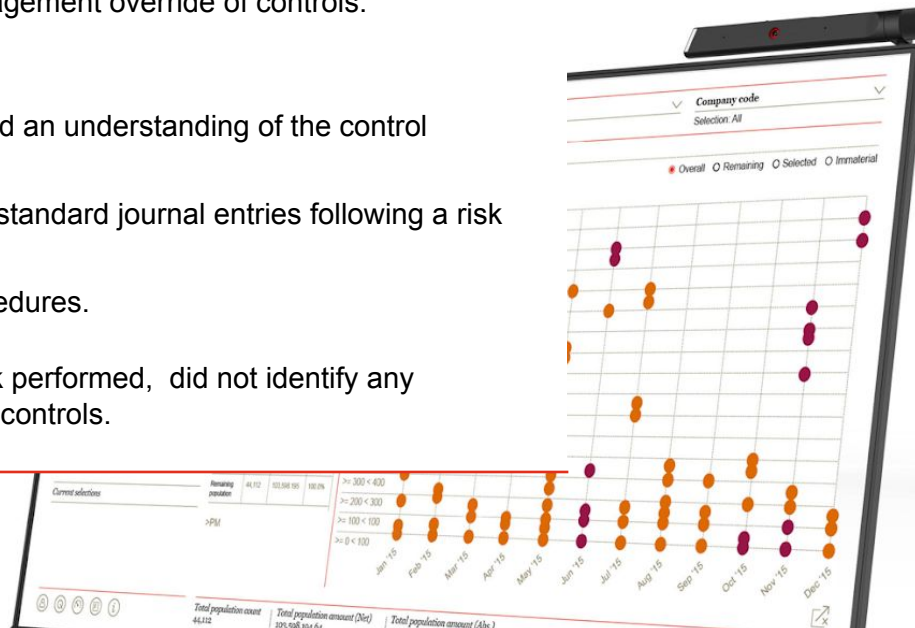 agement override of controls.
d an understanding of the control
standard journal entries following a risk
edures.
k performed, did not identify any
controls.
Company code
Selection: All
Overall Remaining Selected Immaterial
Current selections
Remaining population 44,112 103,598,195 100.0%
>PM
>= 300 < 400
>= 200 < 300
>= 100 < 100
>= 0 < 100
Jan '15 Feb '15 Mar '15 Apr '15 May '15 Jun '15 Jul '15 Aug '15 Sep '15 Oct '15 Nov '15 Dec '15
Total population count Total population amount (Net) Total population amount (Abs.)
44,112